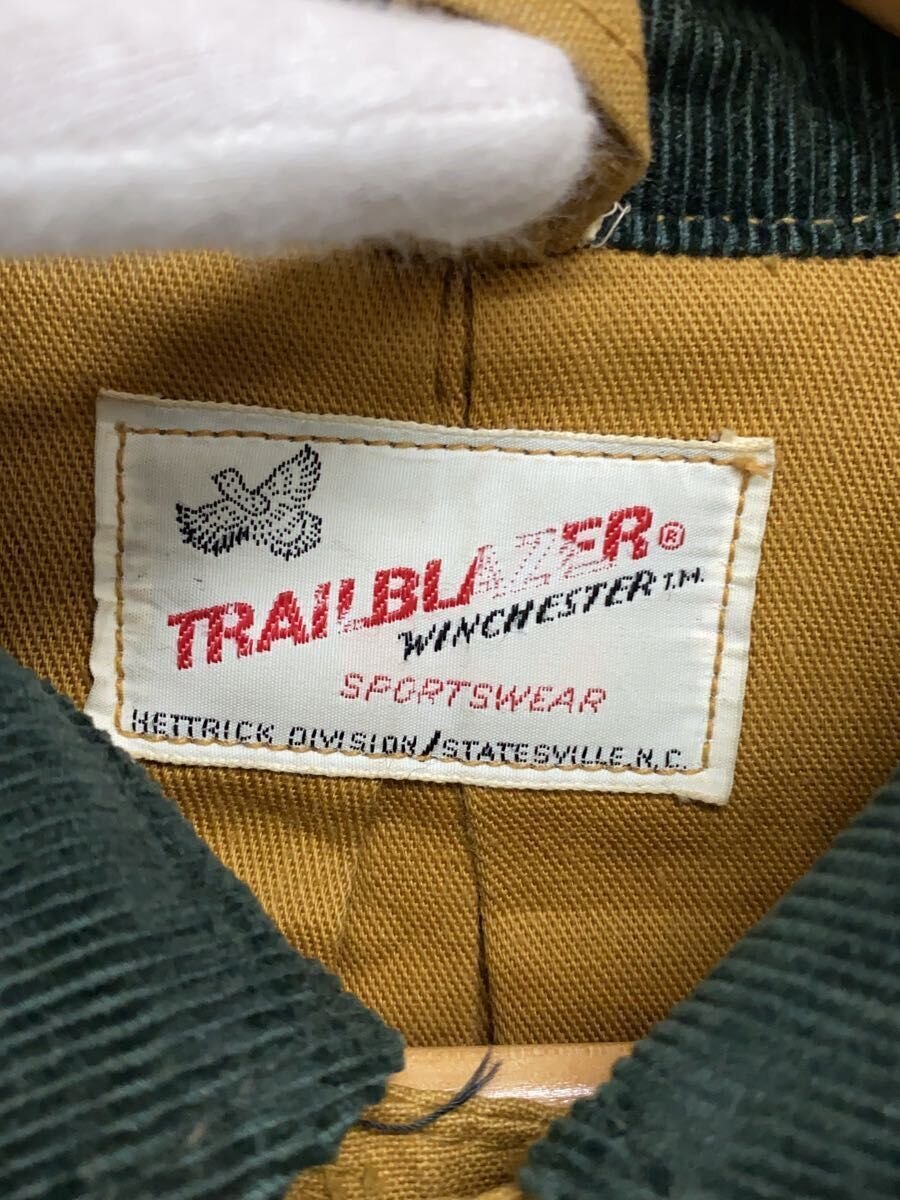 TRAILBLAZER®
WINCHESTER T.M.
SPORTSWEAR
HETTRICK DIVISION/STATESVILLE, N.C.